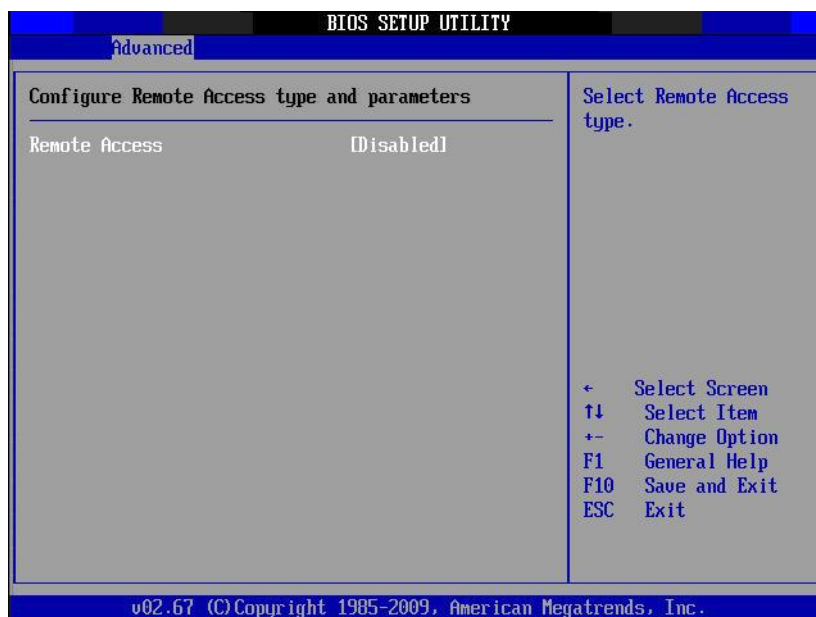 BIOS SETUP UTILITY
Advanced
Configure Remote Access type and parameters
Remote Access [Disabled]
Select Remote Access
type.
← Select Screen
↑↓ Select Item
+- Change Option
F1 General Help
F10 Save and Exit
ESC Exit
v02.67 (C)Copyright 1985-2009, American Megatrends, Inc.